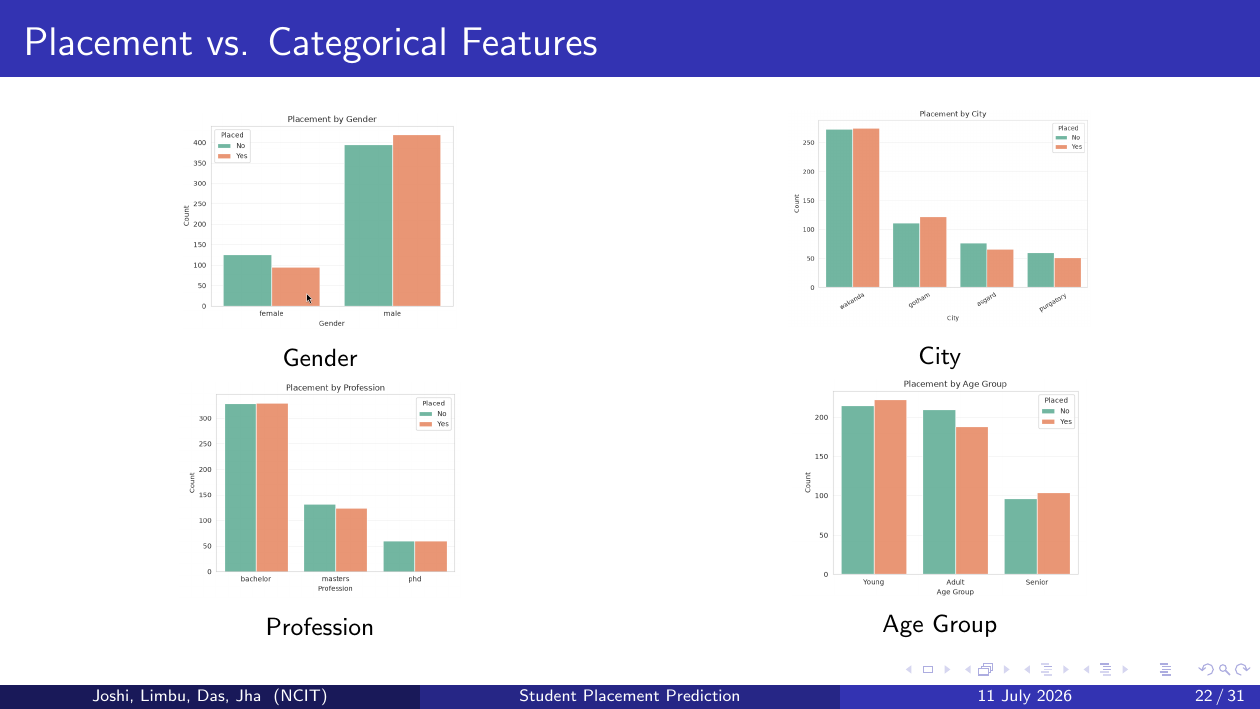 Placement vs. Categorical Features
Placement by Gender
Placed
No
Yes
400
350
300
250
200
150
100
50
0
Count
female
male
Gender
Gender
Placement by City
Placed
No
Yes
250
200
150
100
50
0
Count
wakanda
gotham
asgard
purgatory
City
City
Placement by Profession
Placed
No
Yes
300
250
200
150
100
50
0
Count
bachelor
masters
phd
Profession
Profession
Placement by Age Group
Placed
No
Yes
200
150
100
50
0
Count
Young
Adult
Senior
Age Group
Age Group
Joshi, Limbu, Das, Jha (NCIT)
Student Placement Prediction
11 July 2026
22 / 31